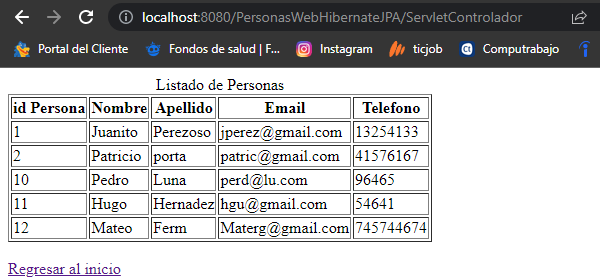 localhost:8080/PersonasWebHibernateJPA/ServletControlador
Portal del Cliente Fondos de salud | F... Instagram ticjob Computrabajo
Listado de Personas
id Persona Nombre Apellido Email Telefono
1 Juanito Perezoso jperez@gmail.com 13254133
2 Patricio porta patric@gmail.com 41576167
10 Pedro Luna perd@lu.com 96465
11 Hugo Hernadez hgu@gmail.com 54641
12 Mateo Ferm Materg@gmail.com 745744674
Regresar al inicio